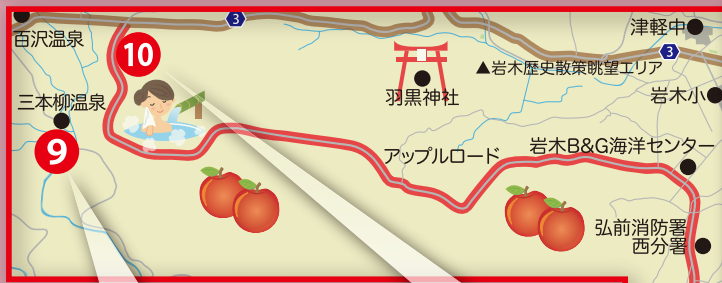 3
津軽中
百沢温泉
10
3
▲岩木歴史散策眺望エリア
羽黒神社
岩木小
三本柳温泉
9
アップルロード
岩木B&G海洋センター
弘前消防署
西分署